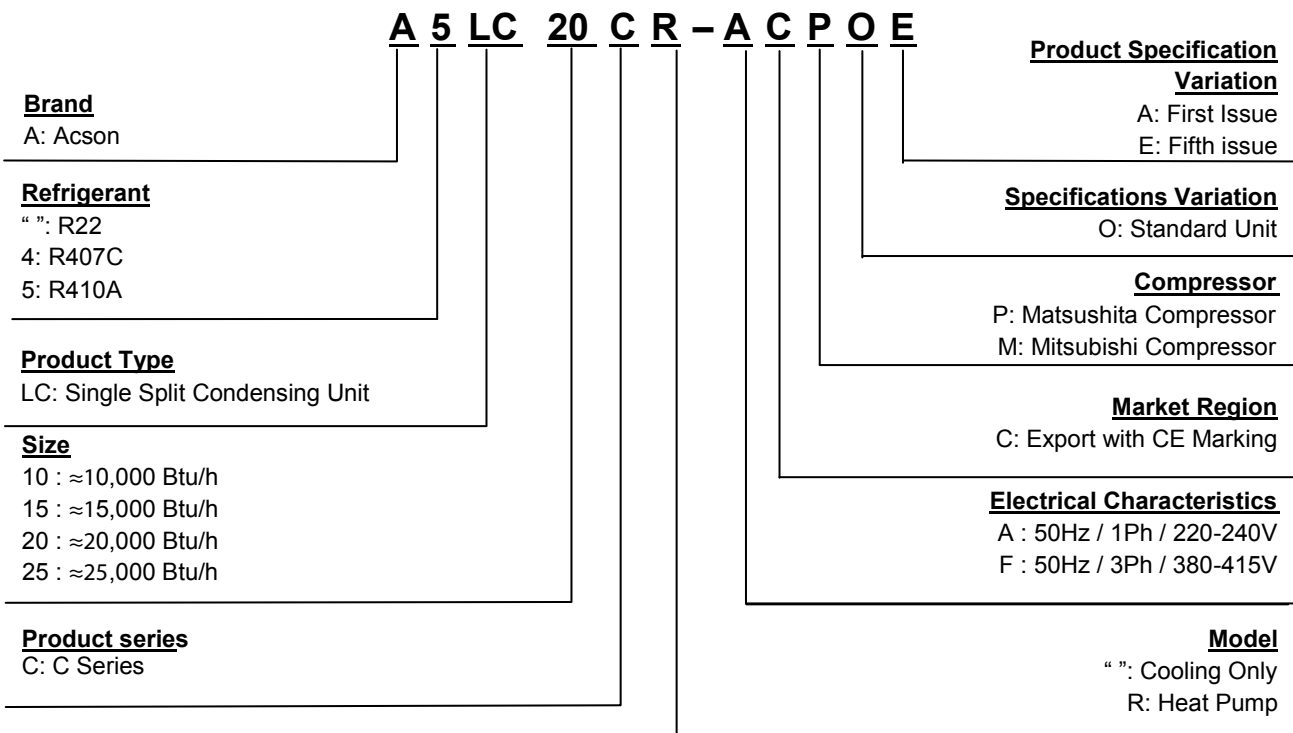 A 5 LC 20 C R – A C P O E
Brand
A: Acson
Refrigerant
“ ”: R22
4: R407C
5: R410A
Product Type
LC: Single Split Condensing Unit
Size
10 : ≈10,000 Btu/h
15 : ≈15,000 Btu/h
20 : ≈20,000 Btu/h
25 : ≈25,000 Btu/h
Product series
C: C Series
Product Specification
Variation
A: First Issue
E: Fifth issue
Specifications Variation
O: Standard Unit
Compressor
P: Matsushita Compressor
M: Mitsubishi Compressor
Market Region
C: Export with CE Marking
Electrical Characteristics
A : 50Hz / 1Ph / 220-240V
F : 50Hz / 3Ph / 380-415V
Model
“ ”: Cooling Only
R: Heat Pump